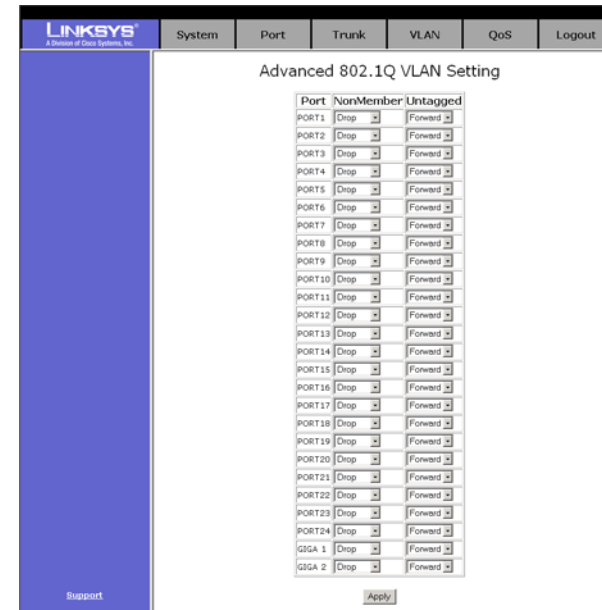 LINKSYS®
A Division of Cisco Systems, Inc.
System Port Trunk VLAN QoS Logout
Advanced 802.1Q VLAN Setting
Port NonMember Untagged
PORT1 Drop Forward
PORT2 Drop Forward
PORT3 Drop Forward
PORT4 Drop Forward
PORT5 Drop Forward
PORT6 Drop Forward
PORT7 Drop Forward
PORT8 Drop Forward
PORT9 Drop Forward
PORT10 Drop Forward
PORT11 Drop Forward
PORT12 Drop Forward
PORT13 Drop Forward
PORT14 Drop Forward
PORT15 Drop Forward
PORT16 Drop Forward
PORT17 Drop Forward
PORT18 Drop Forward
PORT19 Drop Forward
PORT20 Drop Forward
PORT21 Drop Forward
PORT22 Drop Forward
PORT23 Drop Forward
PORT24 Drop Forward
GIGA 1 Drop Forward
GIGA 2 Drop Forward
Support Apply